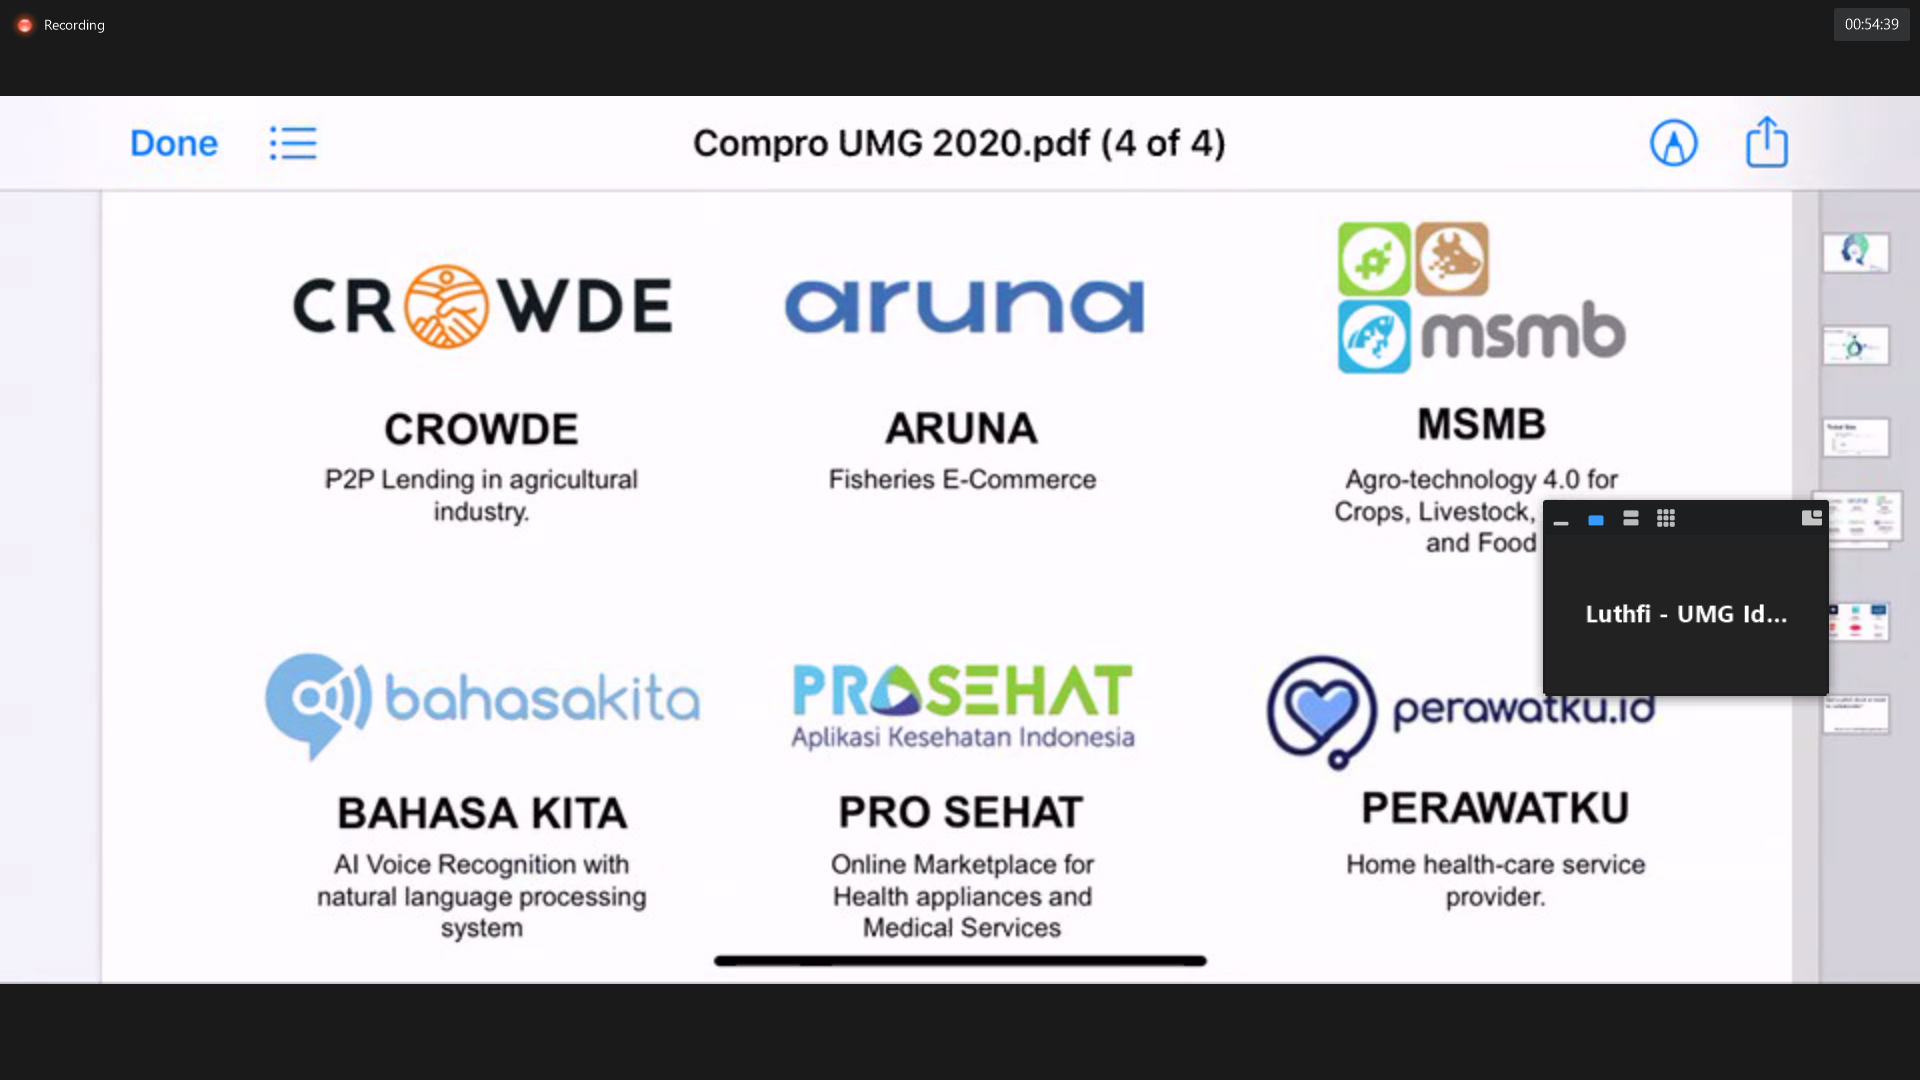 Recording
00:54:39
Done
Compro UMG 2020.pdf (4 of 4)
CROWDE
aruna
msmb
CROWDE
P2P Lending in agricultural
industry.
ARUNA
Fisheries E-Commerce
MSMB
Agro-technology 4.0 for
Crops, Livestock,
and Food
Luthfi - UMG Id...
bahasakita
PROSEHAT
Aplikasi Kesehatan Indonesia
perawatku.id
BAHASA KITA
AI Voice Recognition with
natural language processing
system
PRO SEHAT
Online Marketplace for
Health appliances and
Medical Services
PERAWATKU
Home health-care service
provider.